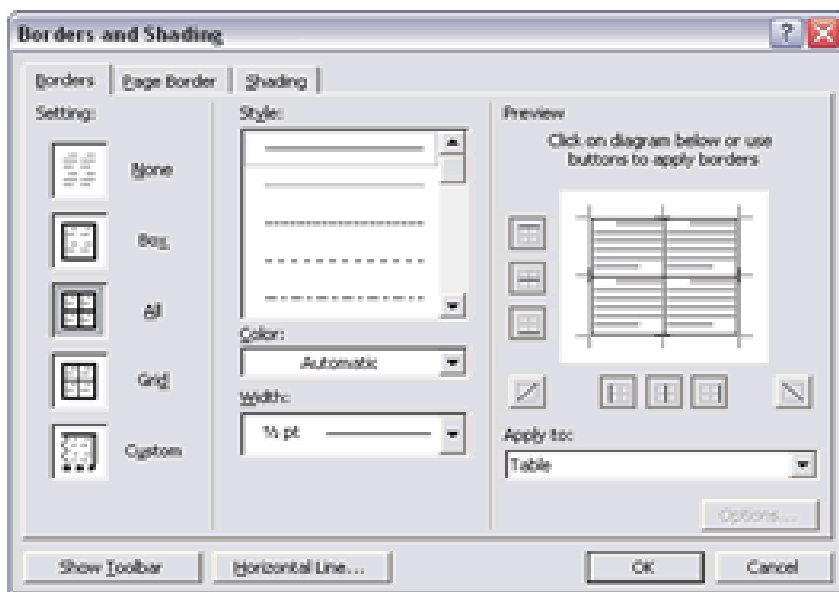 Borders and Shading
Borders
Page Border
Shading
Setting:
None
Box
All
Grid
Custom
Style:
Color:
Automatic
Width:
½ pt
Preview
Click on diagram below or use
buttons to apply borders
Apply to:
Table
Options...
Show Toolbar
Horizontal Line...
OK
Cancel